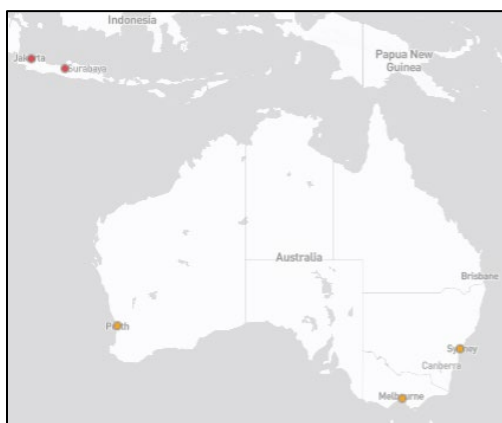 Indonesia
Jakarta
Surabaya
Papua New
Guinea
Australia
Brisbane
Perth
Sydney
Canberra
Melbourne